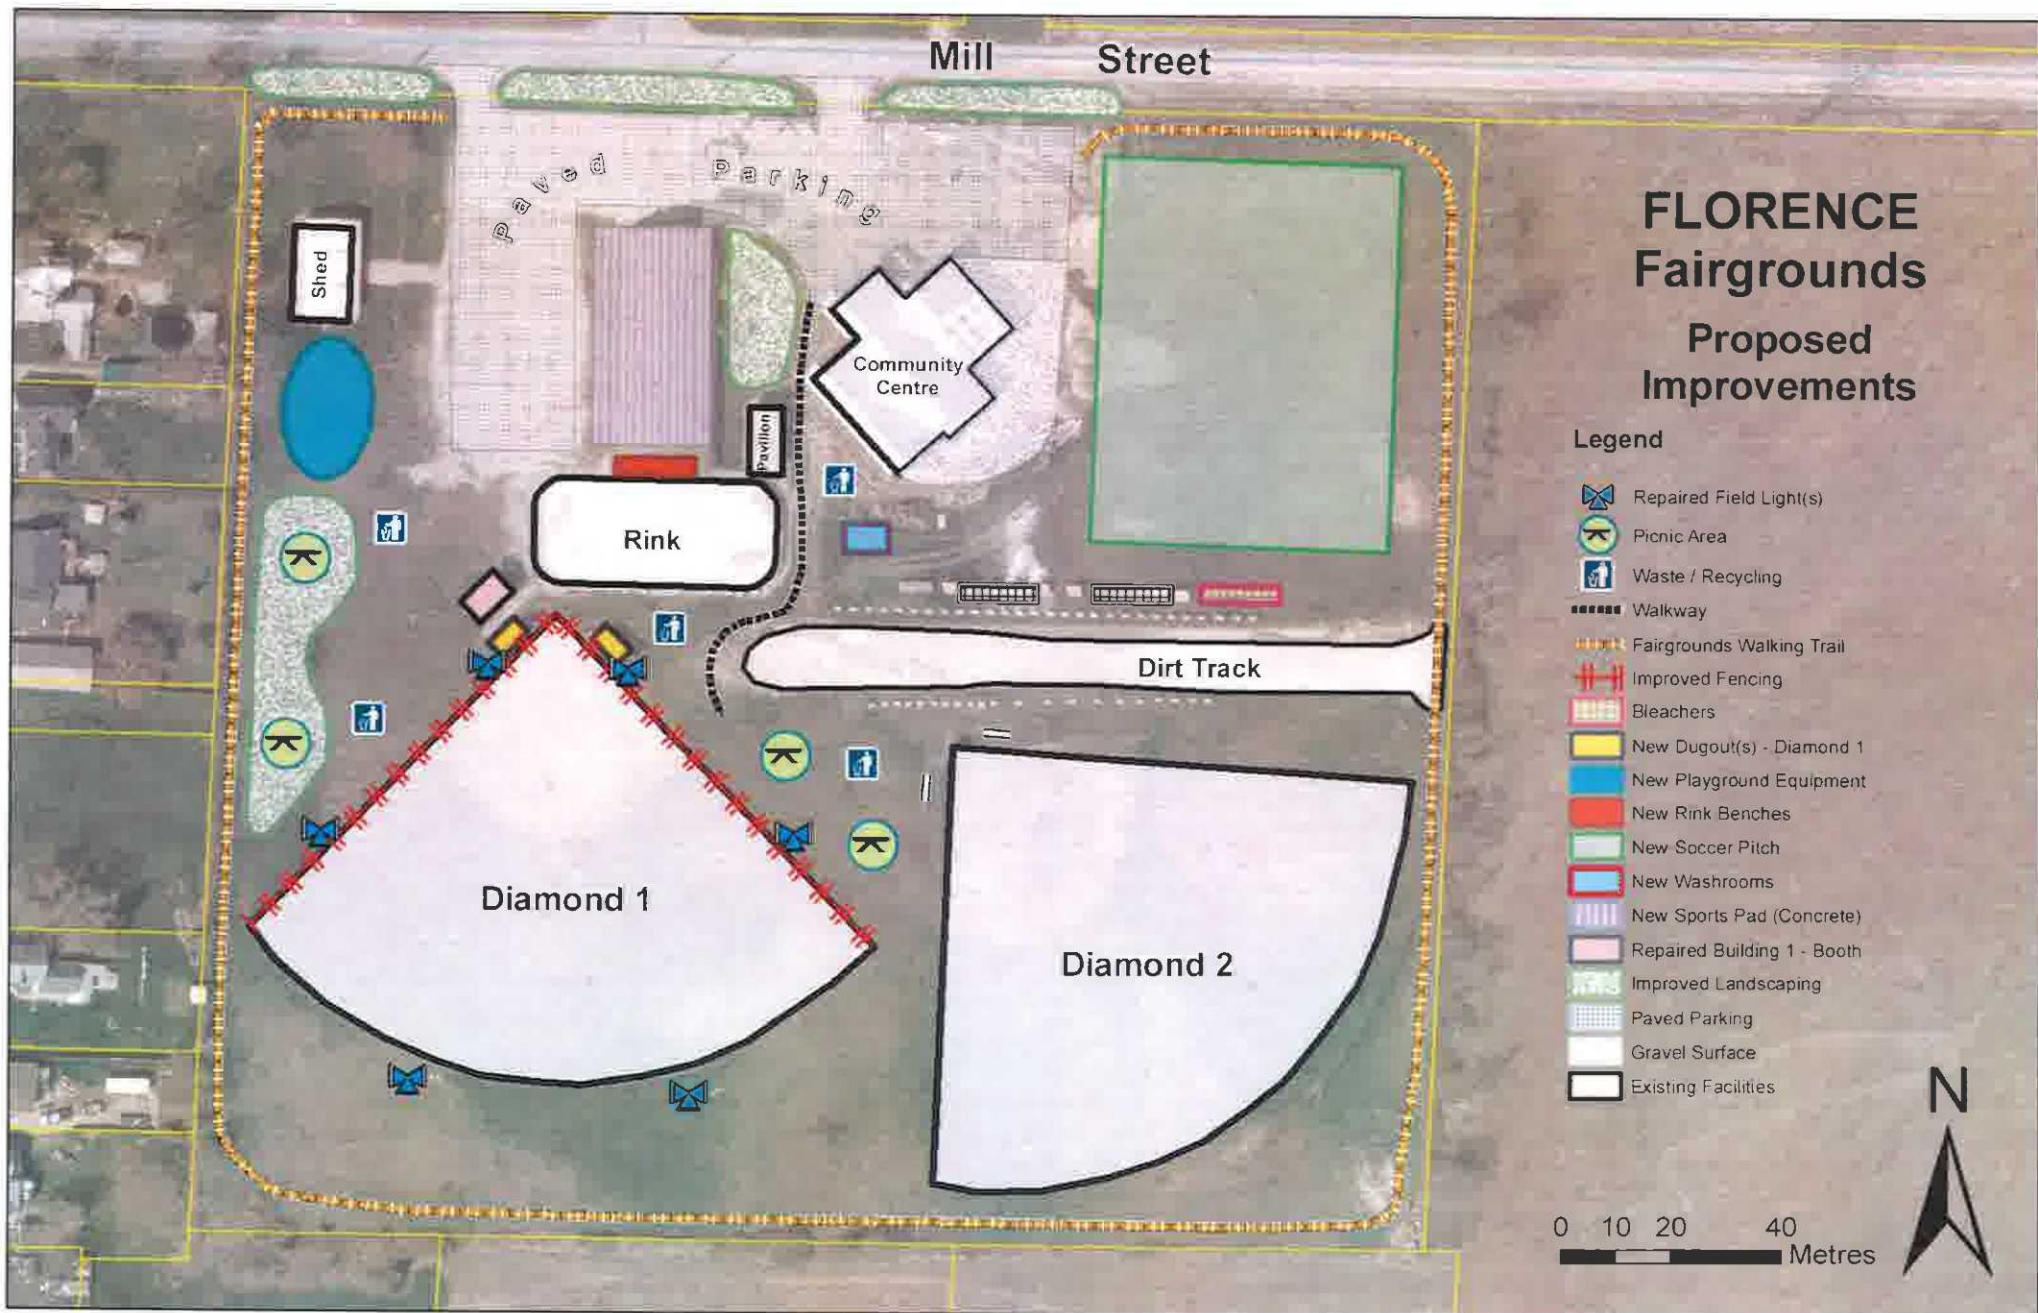 Mill Street
Paved Parking
Shed
Community
Centre
Pavilion
Rink
Dirt Track
Diamond 1
Diamond 2
FLORENCE
Fairgrounds
Proposed
Improvements
Legend
Repaired Field Light(s)
Picnic Area
Waste / Recycling
Walkway
Fairgrounds Walking Trail
Improved Fencing
Bleachers
New Dugout(s) - Diamond 1
New Playground Equipment
New Rink Benches
New Soccer Pitch
New Washrooms
New Sports Pad (Concrete)
Repaired Building 1 - Booth
Improved Landscaping
Paved Parking
Gravel Surface
Existing Facilities
N
0 10 20 40
Metres